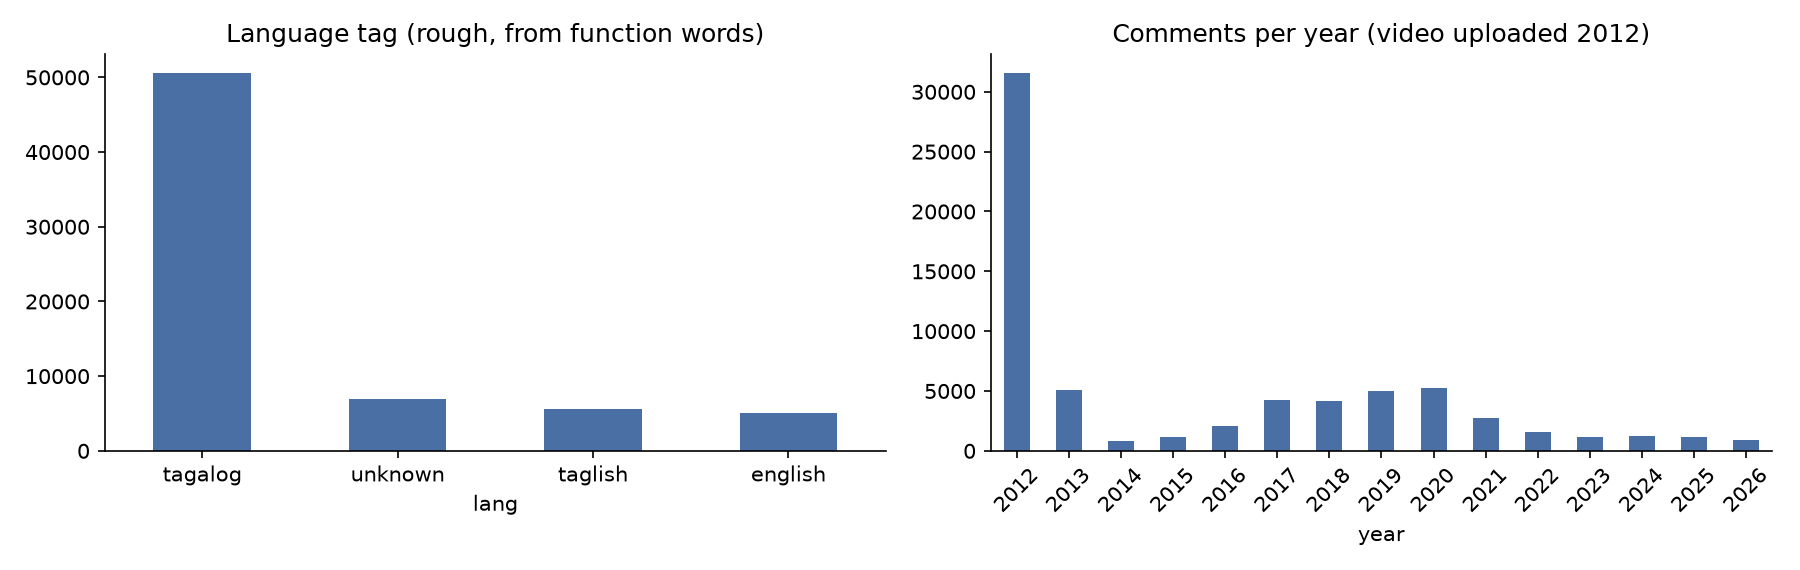 Language tag (rough, from function words)
50000
40000
30000
20000
10000
0
tagalog unknown taglish english
lang
Comments per year (video uploaded 2012)
30000
25000
20000
15000
10000
5000
0
2012 2013 2014 2015 2016 2017 2018 2019 2020 2021 2022 2023 2024 2025 2026
year